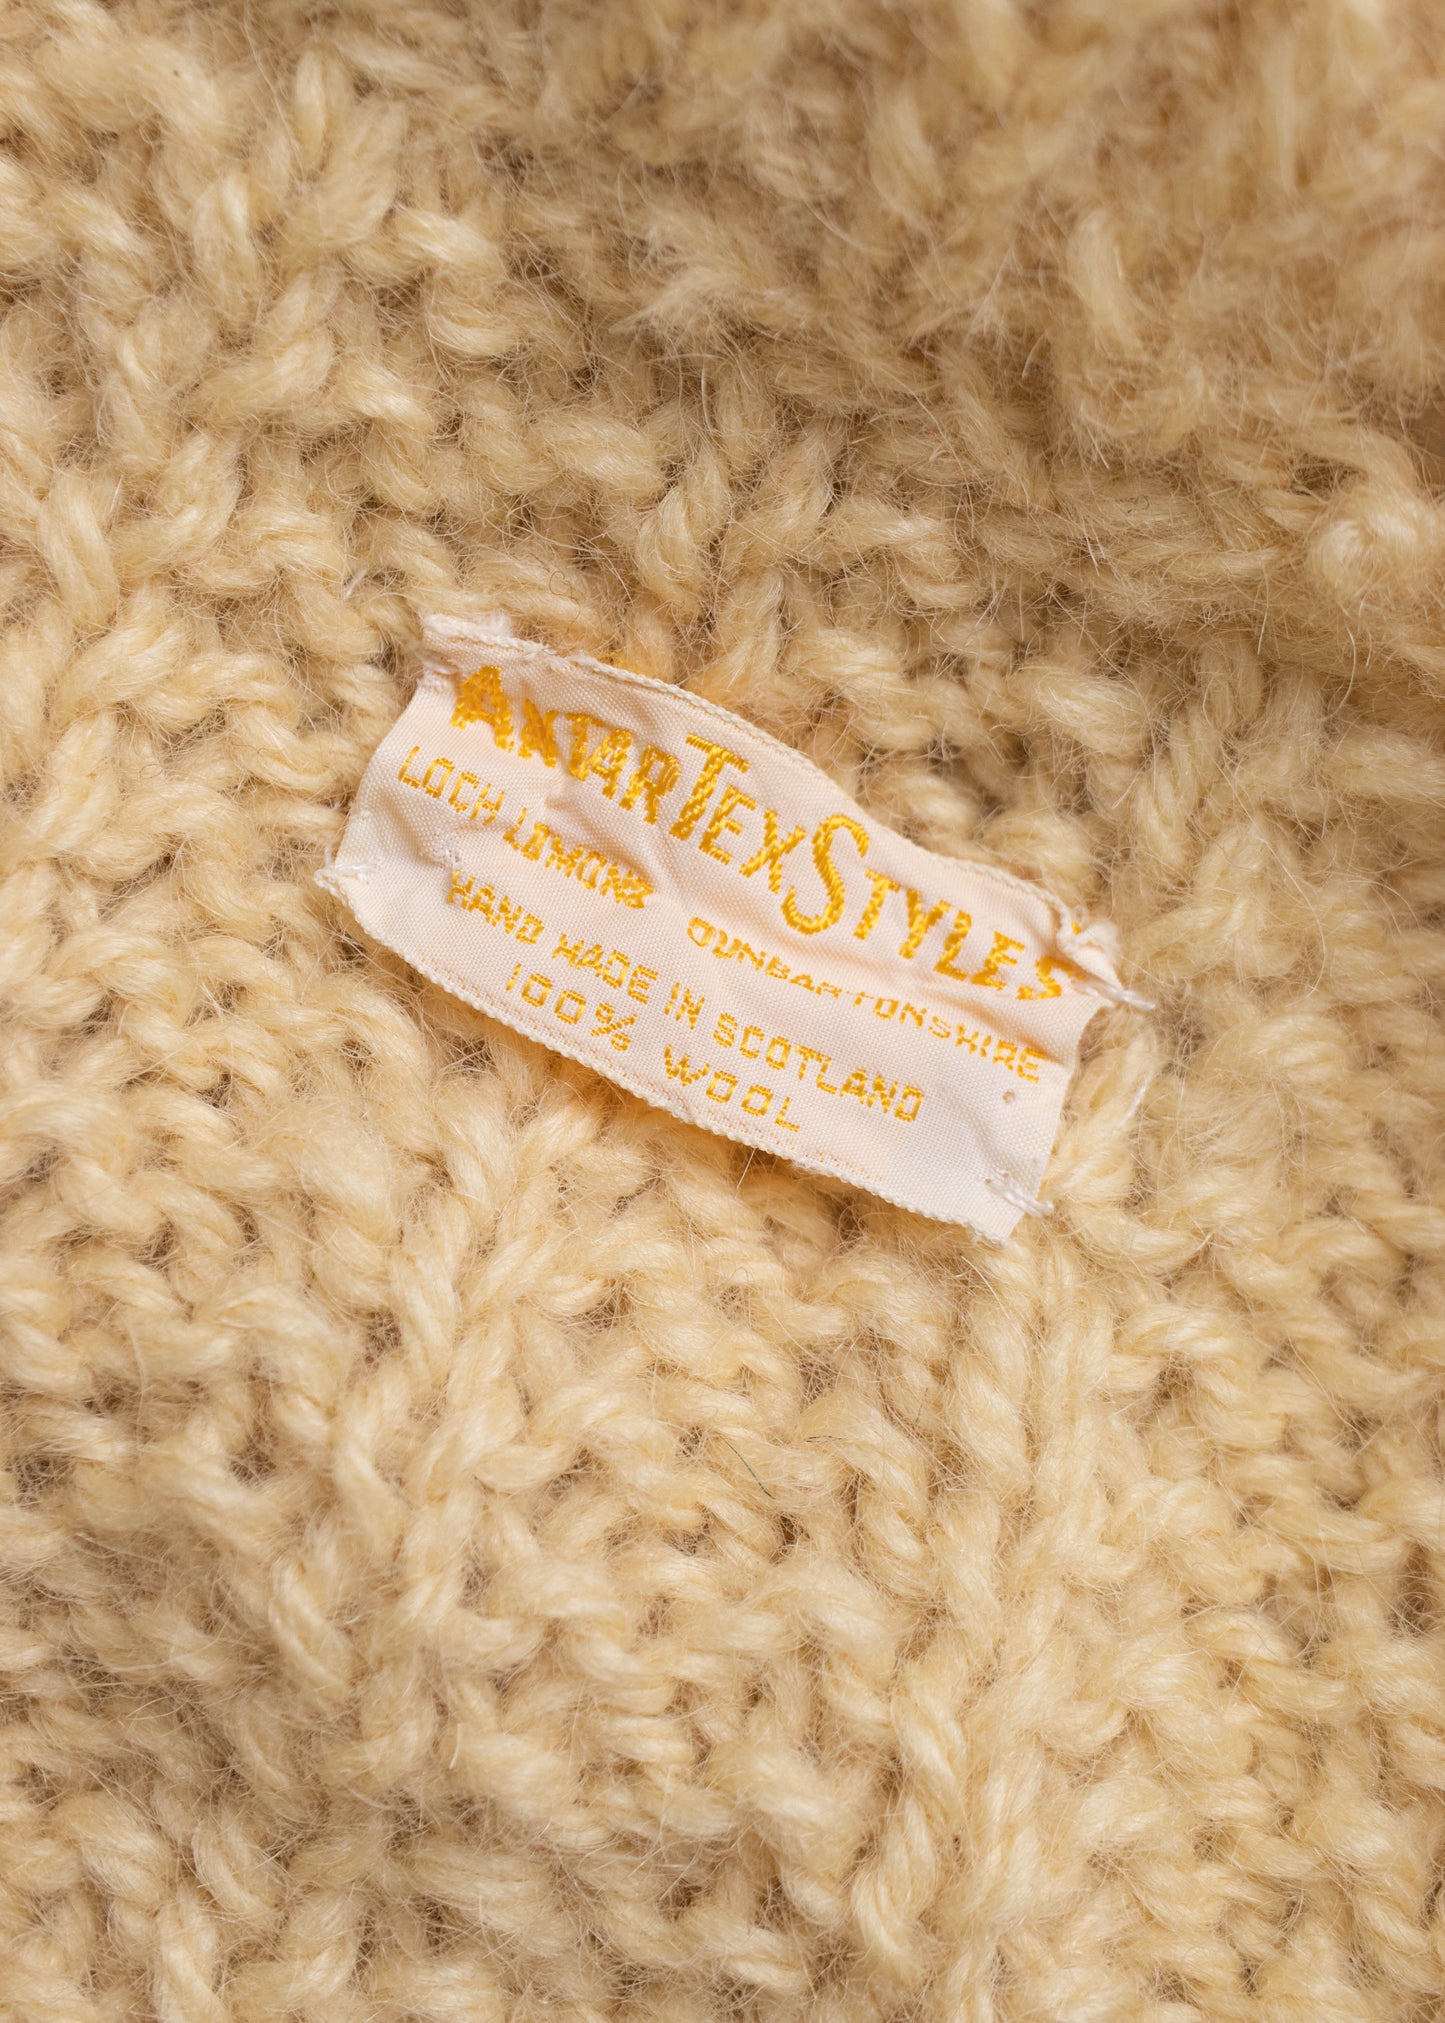 ANTARTEXSTYLES
LOCH LOMOND DUNBARTONSHIRE
HAND MADE IN SCOTLAND
100% WOOL